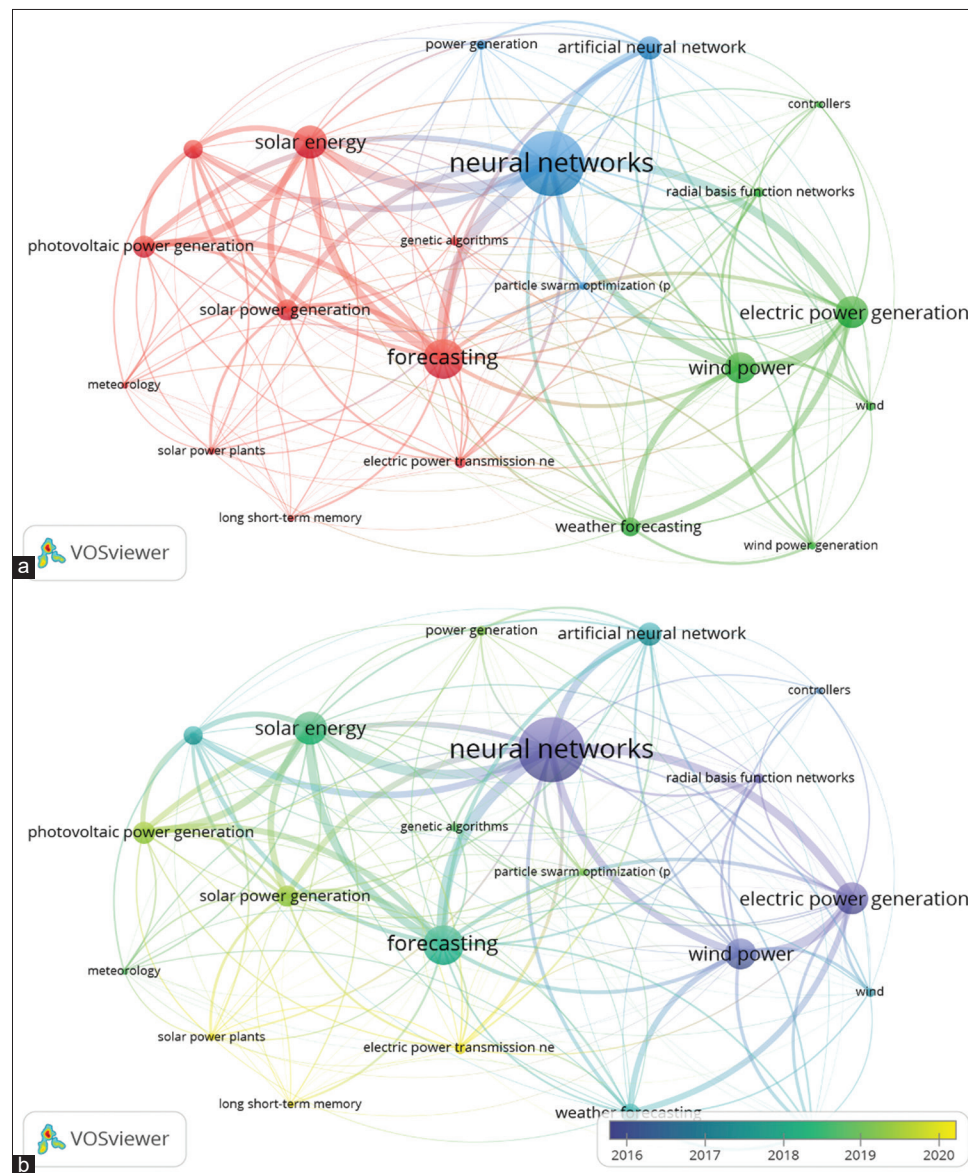 power generation
artificial neural network
controllers
solar energy
neural networks
radial basis function networks
photovoltaic power generation
genetic algorithms
particle swarm optimization (p
solar power generation
electric power generation
forecasting
wind power
meteorology
wind
solar power plants
electric power transmission ne
long short-term memory
weather forecasting
wind power generation
VOSviewer
a
power generation
artificial neural network
controllers
solar energy
neural networks
radial basis function networks
photovoltaic power generation
genetic algorithms
particle swarm optimization (p
solar power generation
electric power generation
forecasting
wind power
meteorology
wind
solar power plants
electric power transmission ne
long short-term memory
weather forecasting
VOSviewer
2016 2017 2018 2019 2020
b